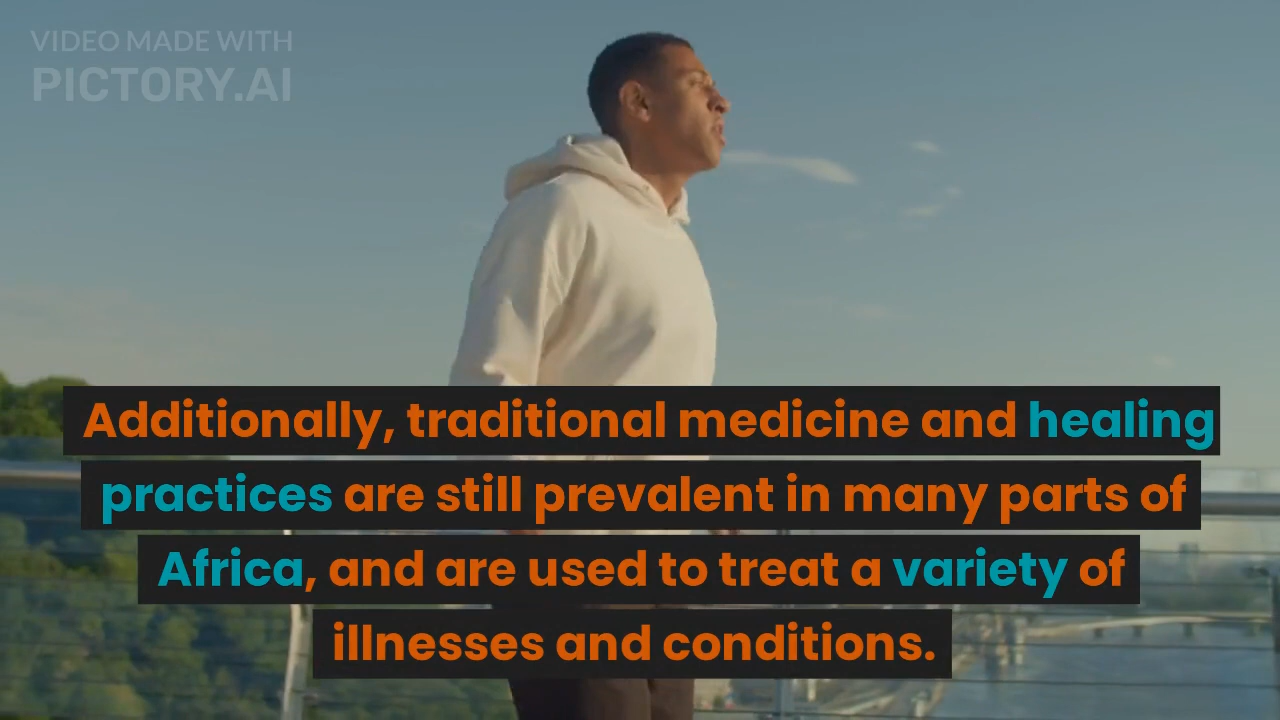 VIDEO MADE WITH
PICTORY.AI
Additionally, traditional medicine and healing
practices are still prevalent in many parts of
Africa, and are used to treat a variety of
illnesses and conditions.